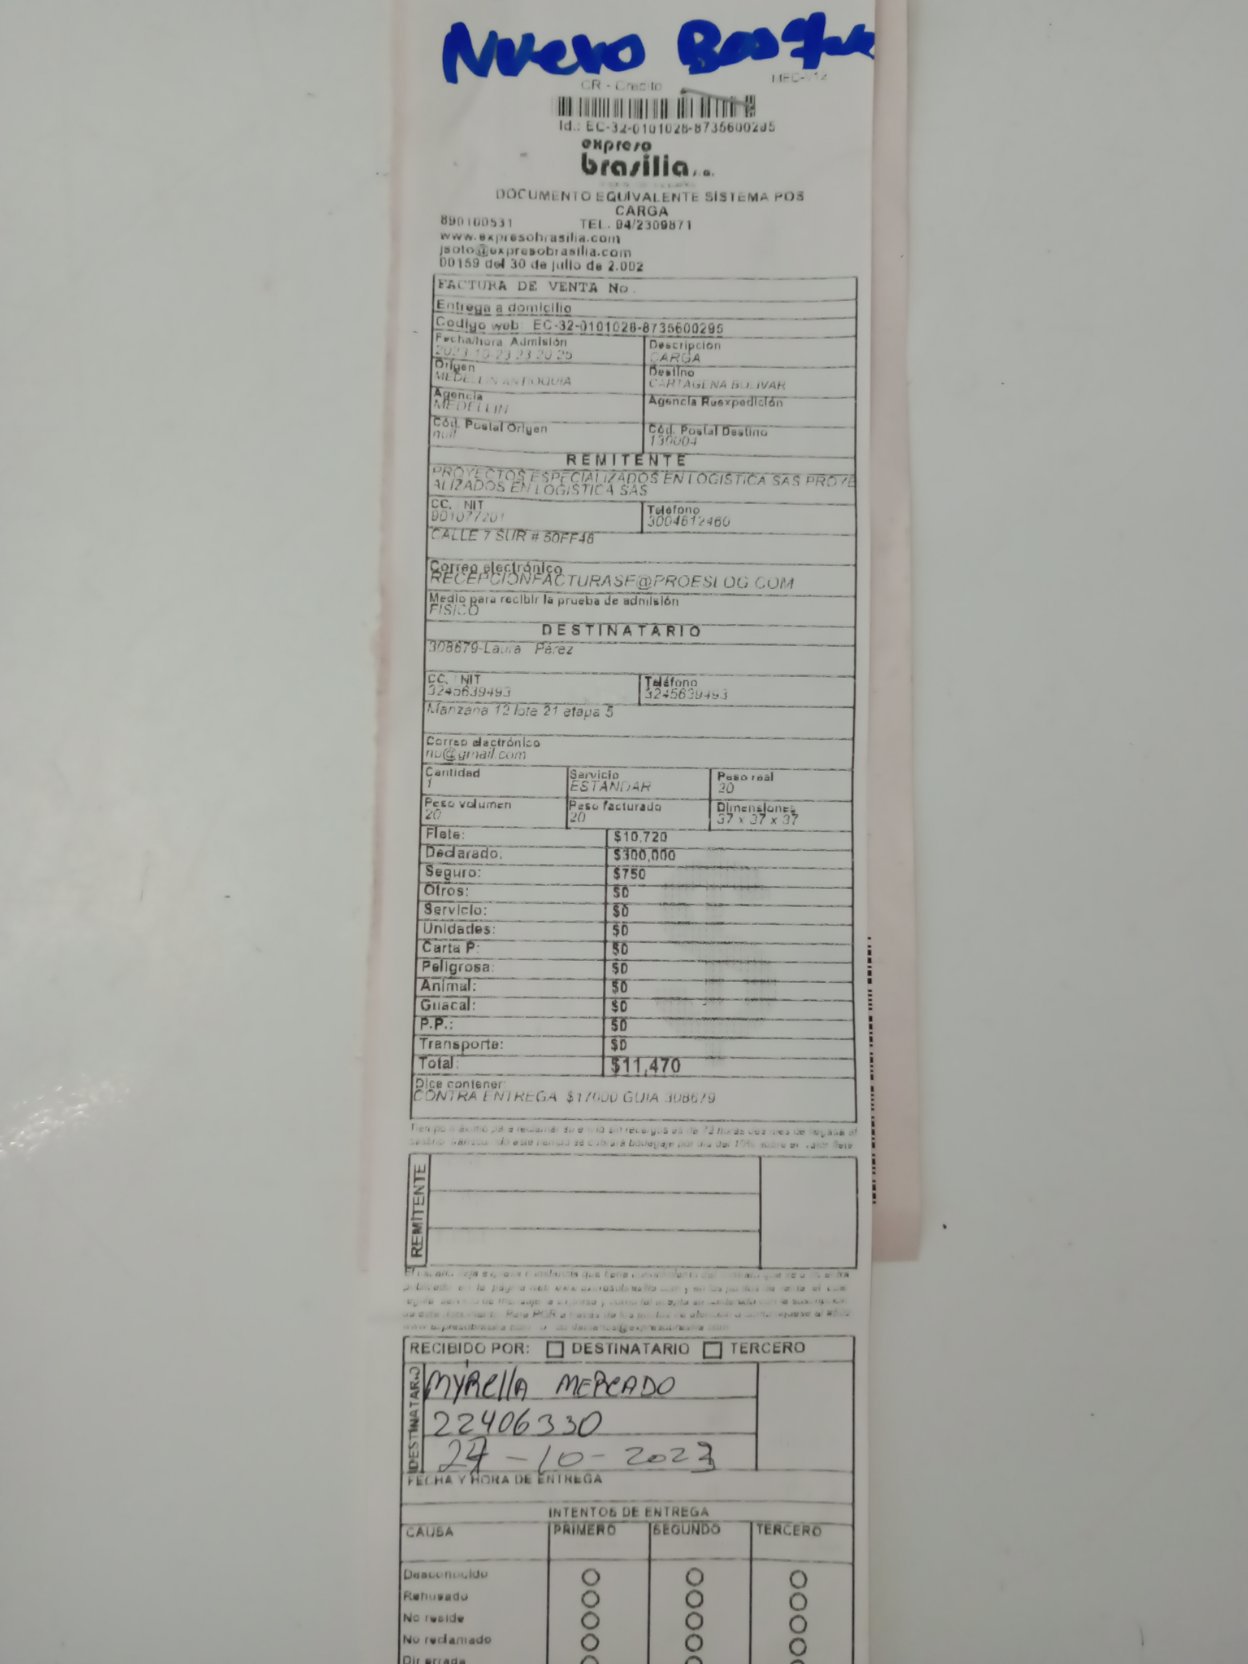 Nuevo Bosque
CR - Credito
Id.: EC-32-0101028-8735600295
expreso
brasilia s.a.
DOCUMENTO EQUIVALENTE SISTEMA POS
CARGA
890100531 TEL. 94/2309871
www.expresobrasilia.com
jsoto@expresobrasilia.com
00159 del 30 de julio de 2.002
FACTURA DE VENTA No.
Entrega a domicilio
Codigo web: EC-32-0101028-8735600295
Fecha/hora Admisión Descripción
CARGA
Origen Destino
MEDELLIN ANTIOQUIA CARTAGENA BOLIVAR
Agencia Agencia Reexpedición
MEDELLIN
Cód. Postal Origen Cód. Postal Destino
null 130004
REMITENTE
PROYECTOS ESPECIALIZADOS EN LOGISTICA SAS PROYE
ALIZADOS EN LOGISTICA SAS
CC. NIT Teléfono
901077201 3004612460
CALLE 7 SUR # 50FF46
Correo electrónico
RECEPCIONFACTURASE@PROESLOG.COM
Medio para recibir la prueba de admisión
FISICO
DESTINATARIO
308679-Laura Pérez
CC. NIT Teléfono
3245639493 3245639493
Manzana 12 lote 21 etapa 5
Correo electrónico
no@gmail.com
Cantidad Servicio Peso real
1 ESTANDAR 20
Peso volumen Peso facturado Dimensiones
20 20 37 x 37 x 37
Flete: $10,720
Declarado: $300,000
Seguro: $750
Otros: $0
Servicio: $0
Unidades: $0
Carta P: $0
Peligrosa: $0
Animal: $0
Guacal: $0
P.P.: $0
Transporte: $0
Total: $11,470
Dice contener:
CONTRA ENTREGA $17000 GUIA 308679
REMITENTE
RECIBIDO POR: DESTINATARIO TERCERO
DESTINATARIO
MYRellA MERCADO
22406330
27-10-2023
FECHA Y HORA DE ENTREGA
INTENTOS DE ENTREGA
CAUSA PRIMERO SEGUNDO TERCERO
Desconocido
Rehusado
No reside
No reclamado
Dir errada